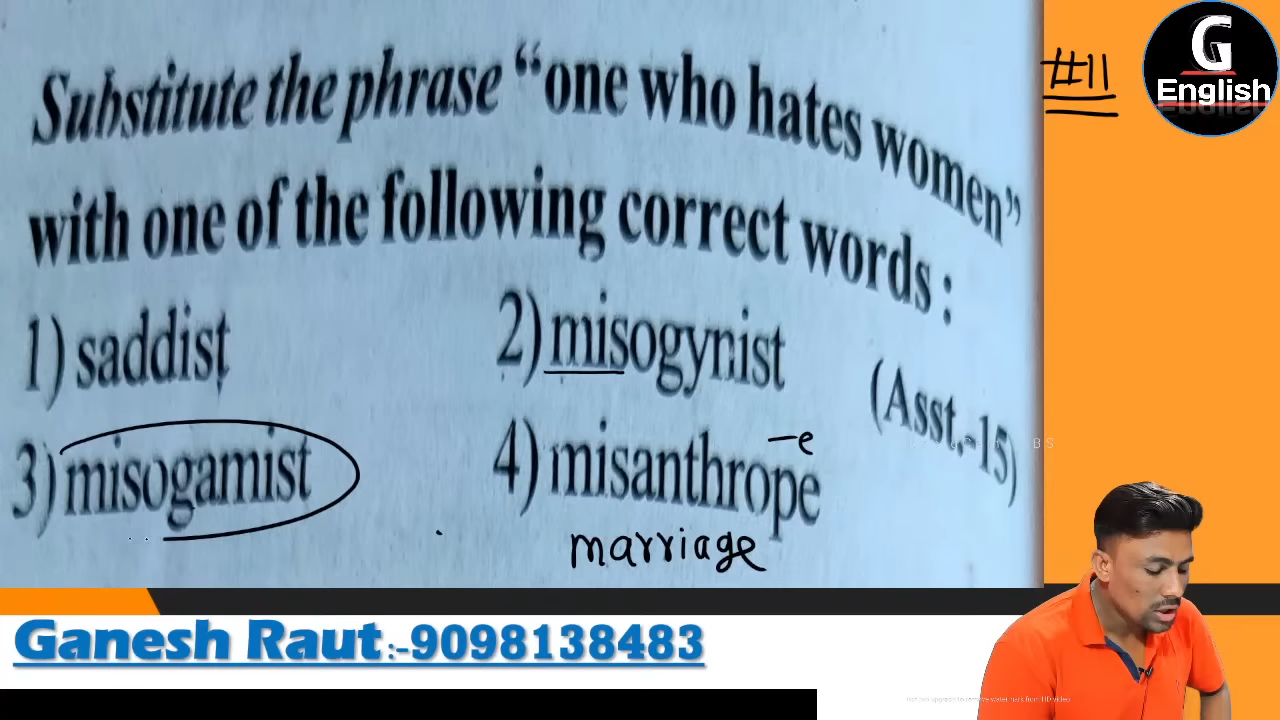 Substitute the phrase “one who hates women”
with one of the following correct words :
1) saddist
2) misogynist
3) misogamist
4) misanthrope
(Asst,-15)
-e
marriage
#11
G
English
Ganesh Raut:-9098138483